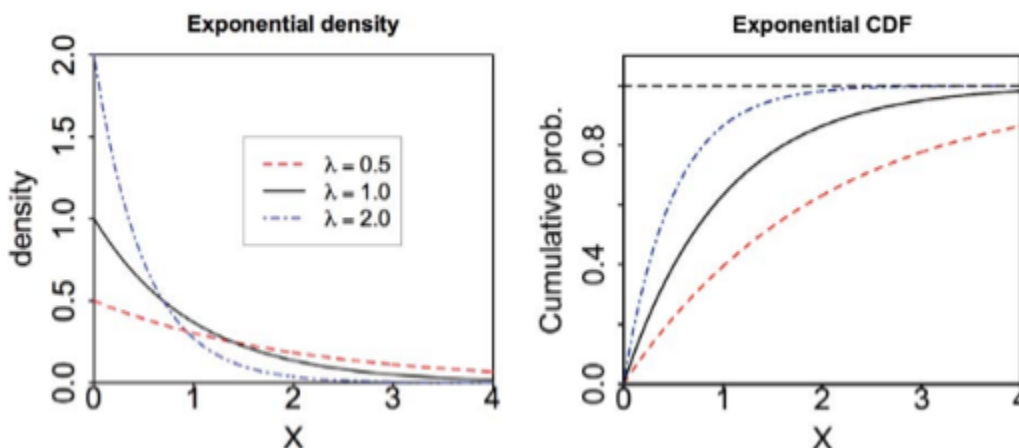 Exponential density
density
2.0
1.5
1.0
0.5
0.0
λ = 0.5
λ = 1.0
λ = 2.0
0 1 2 3 4
X
Exponential CDF
Cumulative prob.
0.8
0.4
0.0
0 1 2 3 4
X